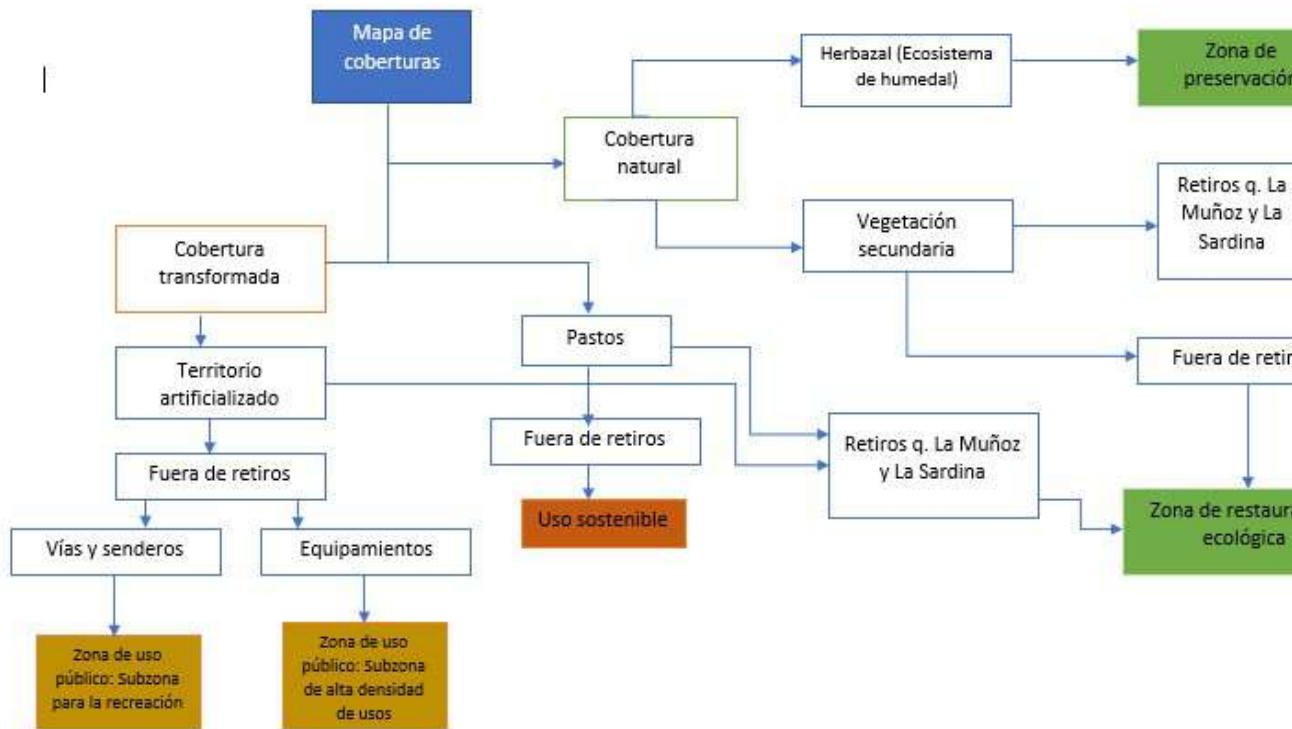 Mapa de
coberturas
Herbazal (Ecosistema
de humedal)
Zona de
preservación
Cobertura
natural
Vegetación
secundaria
Retiros q. La
Muñoz y La
Sardina
Cobertura
transformada
Pastos
Fuera de retir
Territorio
artificializado
Fuera de retiros
Retiros q. La Muñoz
y La Sardina
Fuera de retiros
Uso sostenible
Zona de restaura
ecológica
Vías y senderos
Equipamientos
Zona de uso
público: Subzona
para la recreación
Zona de uso
público: Subzona
de alta densidad
de usos